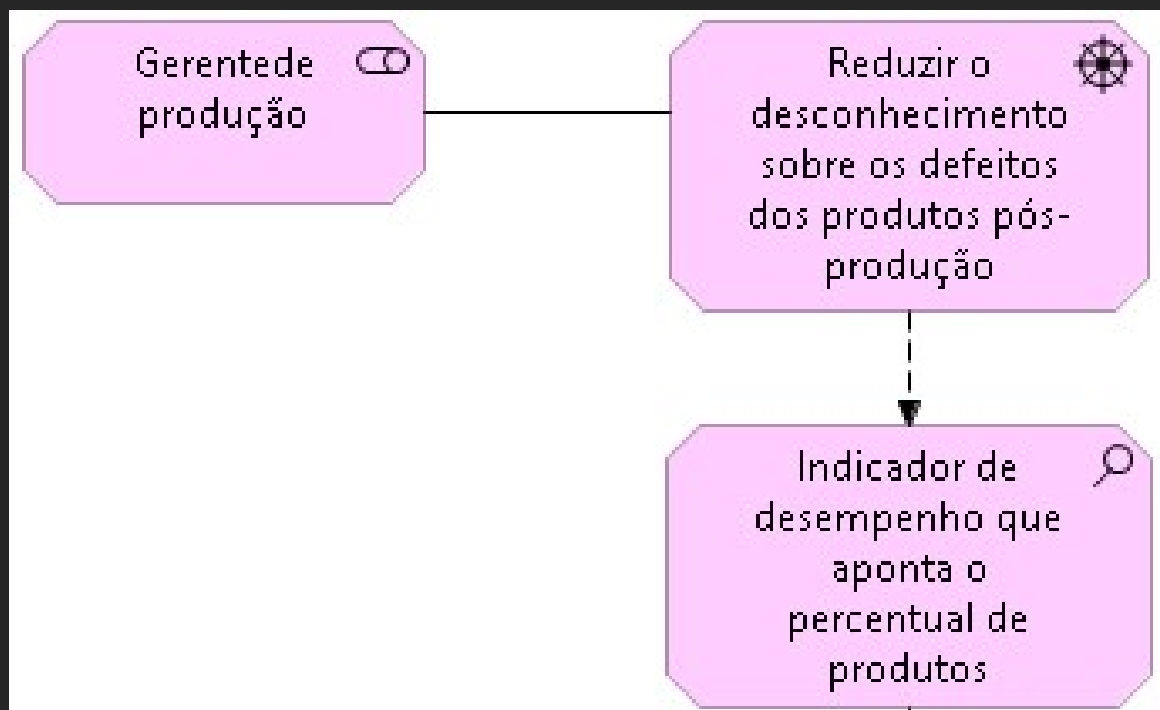 Gerentede
produção
Reduzir o
desconhecimento
sobre os defeitos
dos produtos pós-
produção
Indicador de
desempenho que
aponta o
percentual de
produtos